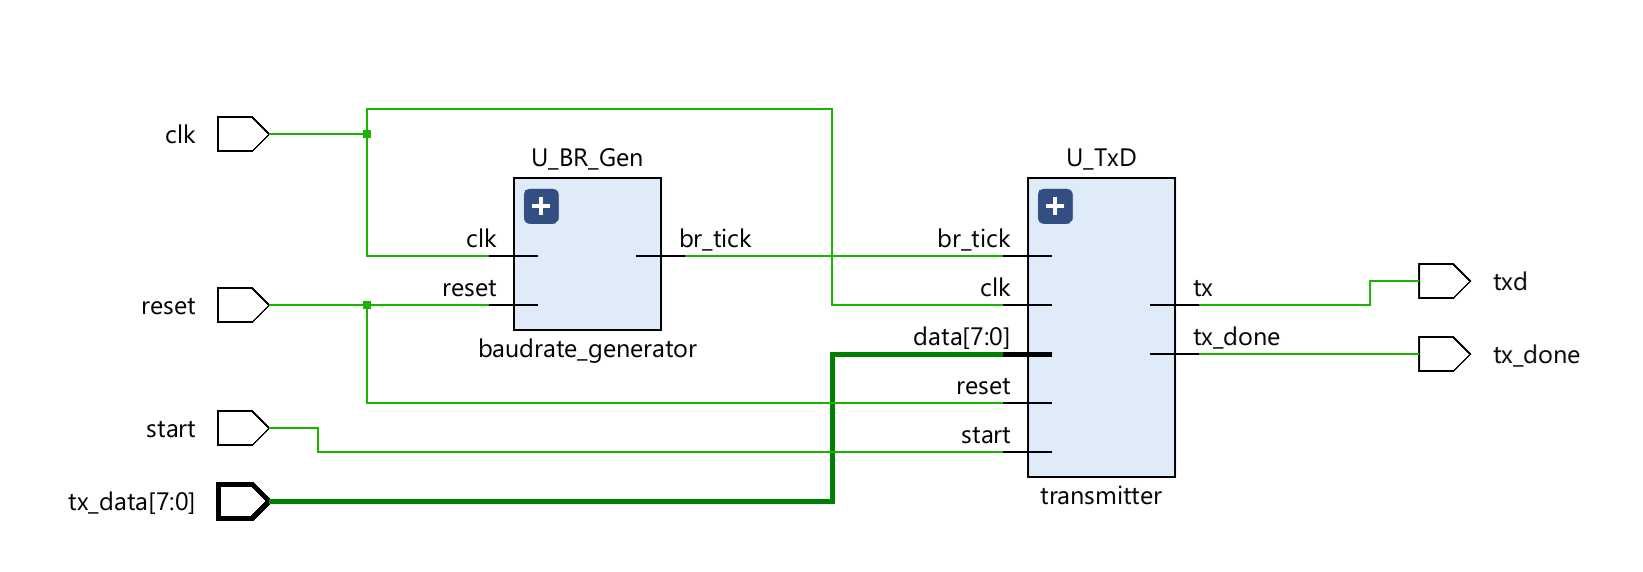 clk
reset
start
tx_data[7:0]
U_BR_Gen
clk
reset
br_tick
baudrate_generator
U_TxD
br_tick
clk
data[7:0]
reset
start
tx
tx_done
transmitter
txd
tx_done